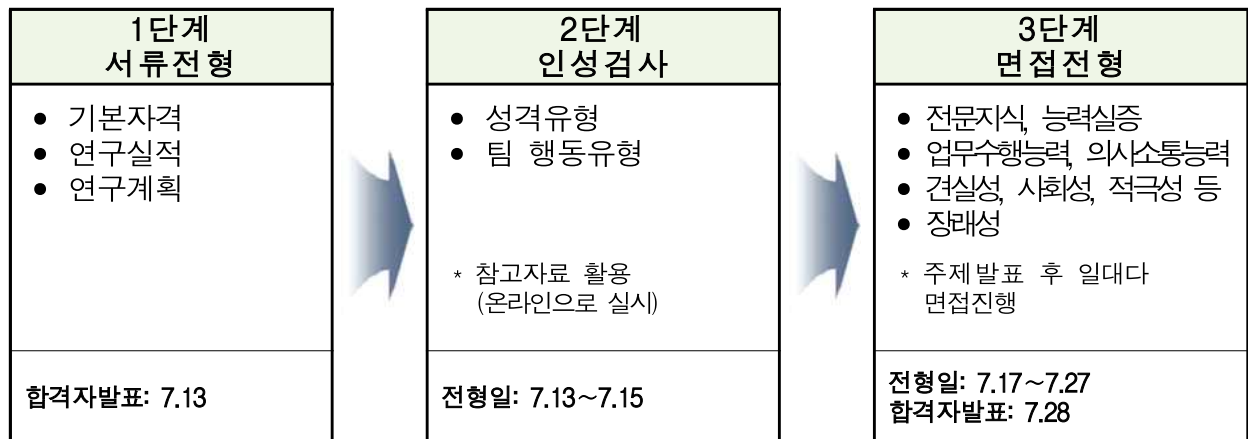 1단계
서류전형
● 기본자격
● 연구실적
● 연구계획
합격자발표: 7.13
2단계
인성검사
● 성격유형
● 팀 행동유형
* 참고자료 활용
(온라인으로 실시)
전형일: 7.13~7.15
3단계
면접전형
● 전문지식, 능력실증
● 업무수행능력, 의사소통능력
● 견실성, 사회성, 적극성 등
● 장래성
* 주제발표 후 일대다
면접진행
전형일: 7.17~7.27
합격자발표: 7.28